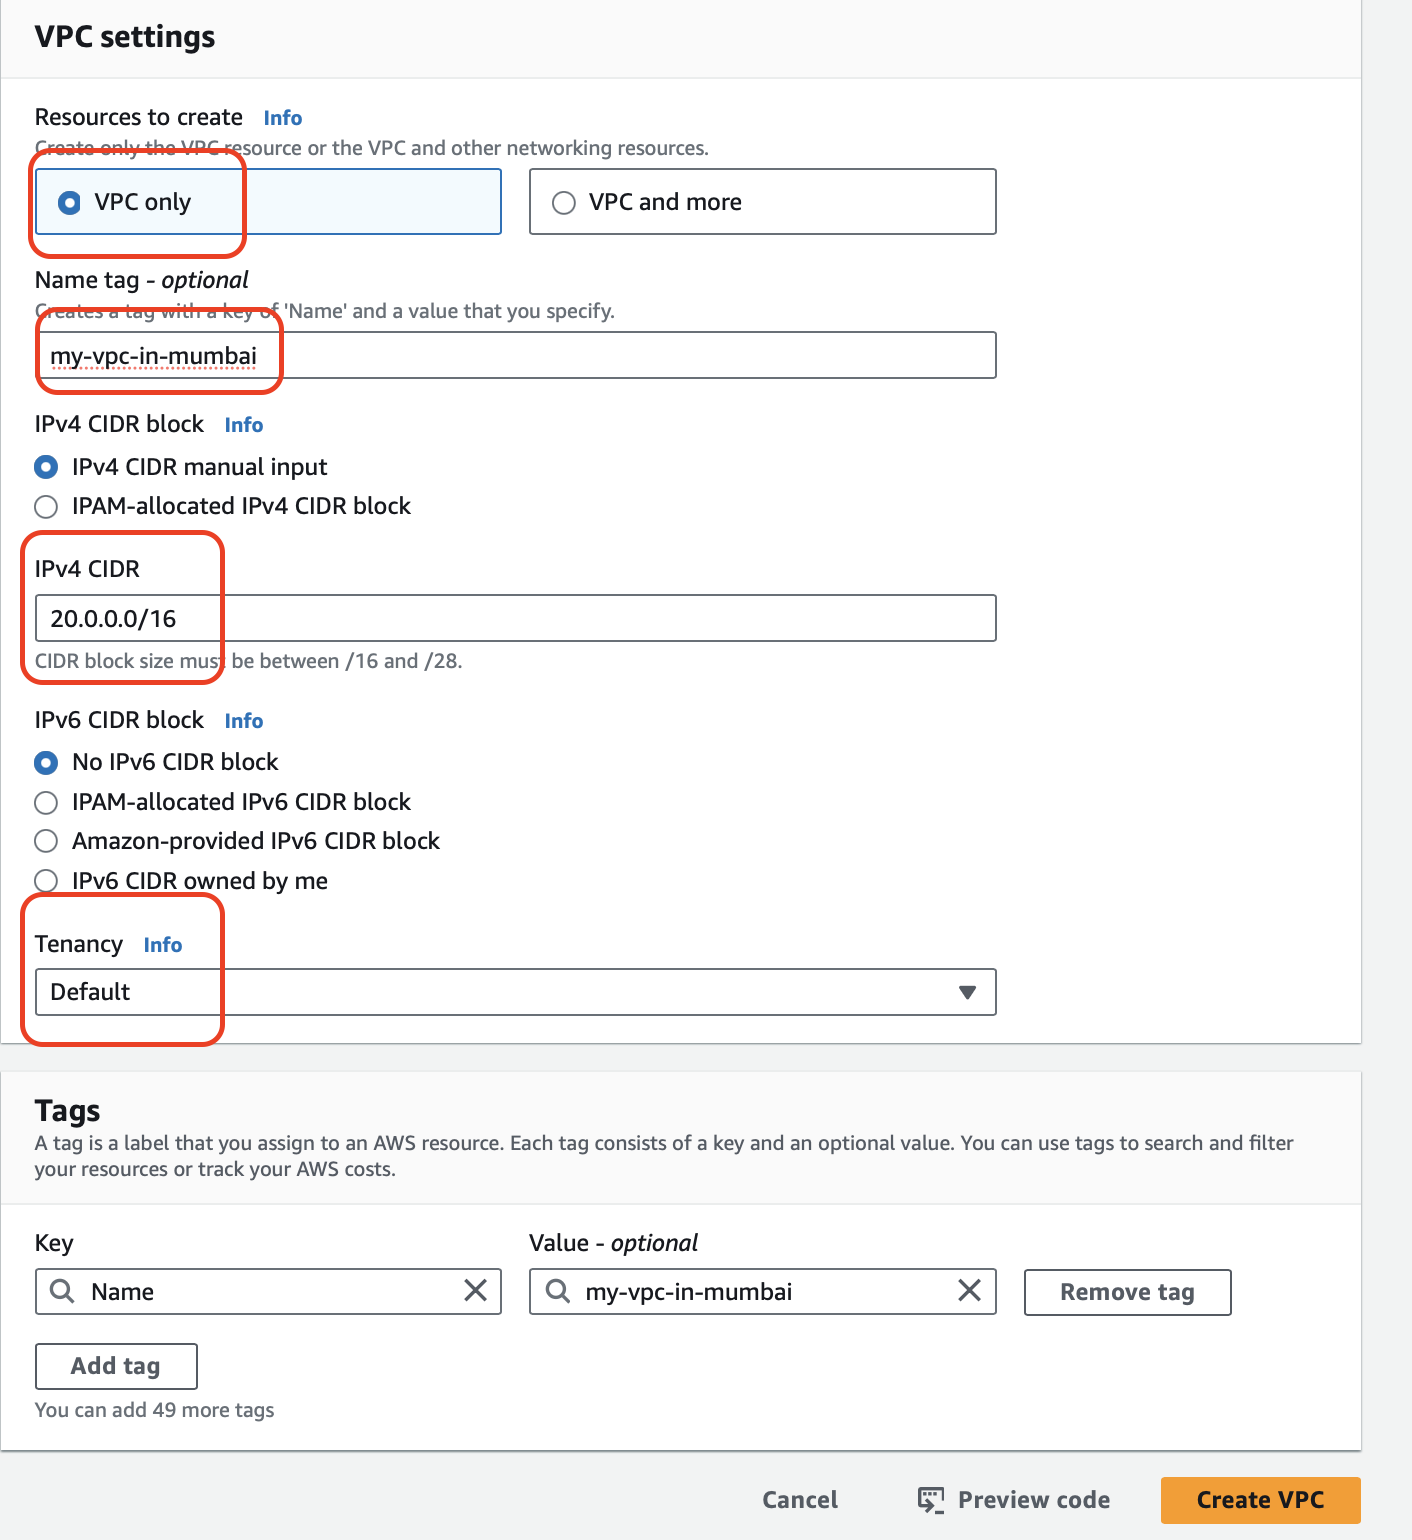 VPC settings
Resources to create Info
Create only the VPC resource or the VPC and other networking resources.
VPC only
VPC and more
Name tag - optional
Creates a tag with a key of 'Name' and a value that you specify.
my-vpc-in-mumbai
IPv4 CIDR block Info
IPv4 CIDR manual input
IPAM-allocated IPv4 CIDR block
IPv4 CIDR
20.0.0.0/16
CIDR block size must be between /16 and /28.
IPv6 CIDR block Info
No IPv6 CIDR block
IPAM-allocated IPv6 CIDR block
Amazon-provided IPv6 CIDR block
IPv6 CIDR owned by me
Tenancy Info
Default
Tags
A tag is a label that you assign to an AWS resource. Each tag consists of a key and an optional value. You can use tags to search and filter
your resources or track your AWS costs.
Key
Value - optional
Name
my-vpc-in-mumbai
Remove tag
Add tag
You can add 49 more tags
Cancel
Preview code
Create VPC